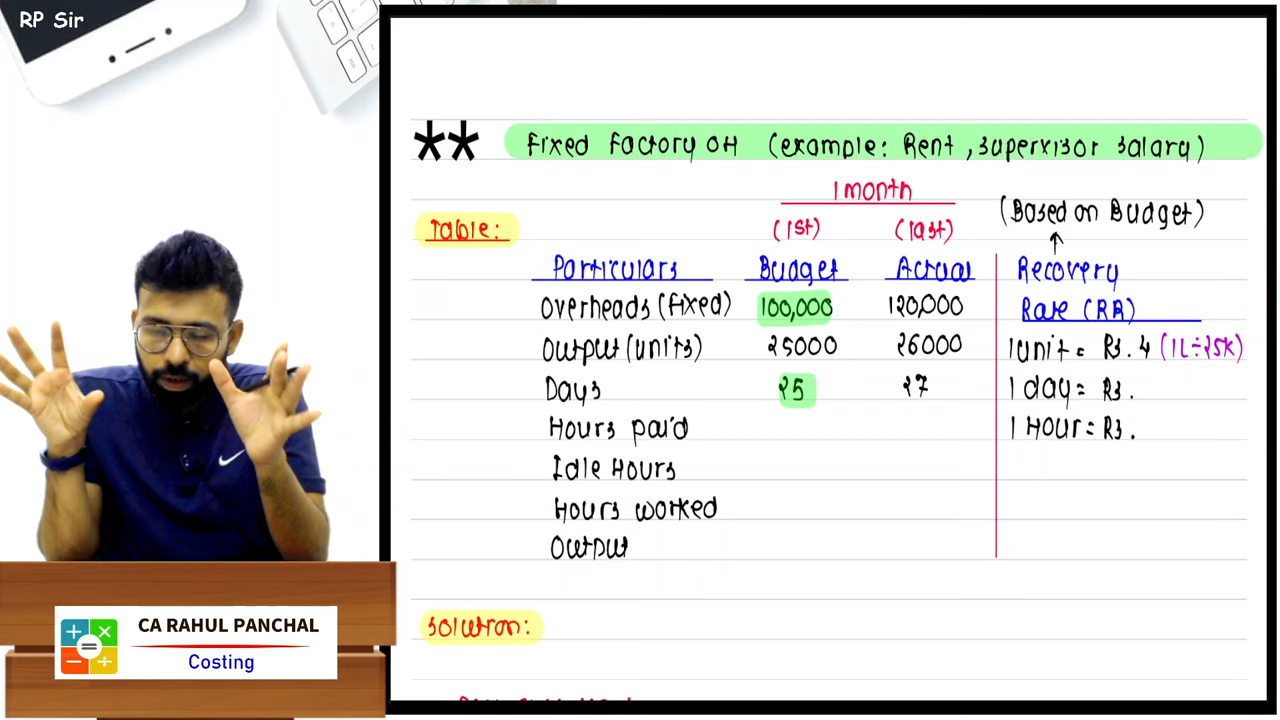 RP Sir
** Fixed Factory OH (example: Rent, supervisor salary)
1 month
Table:
(1st) (last)
(Based on Budget)
↑
Particulars Budget Actual Recovery
Rate (RR)
Overheads (fixed) 100,000 120,000
Output (units) 25000 26000 1 unit = Rs. 4 (1L÷25K)
Days 25 27 1 day = Rs.
Hours paid 1 Hour = Rs.
Idle Hours
Hours worked
Output
Solution:
CA RAHUL PANCHAL
Costing